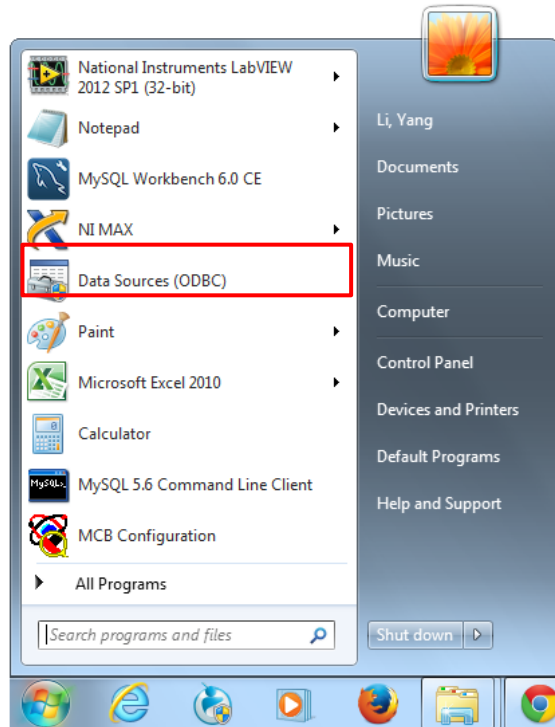 National Instruments LabVIEW
2012 SP1 (32-bit)
Notepad
MySQL Workbench 6.0 CE
NI MAX
Data Sources (ODBC)
Paint
Microsoft Excel 2010
Calculator
MySQL>_
MySQL 5.6 Command Line Client
MCB Configuration
All Programs
Search programs and files
Li, Yang
Documents
Pictures
Music
Computer
Control Panel
Devices and Printers
Default Programs
Help and Support
Shut down